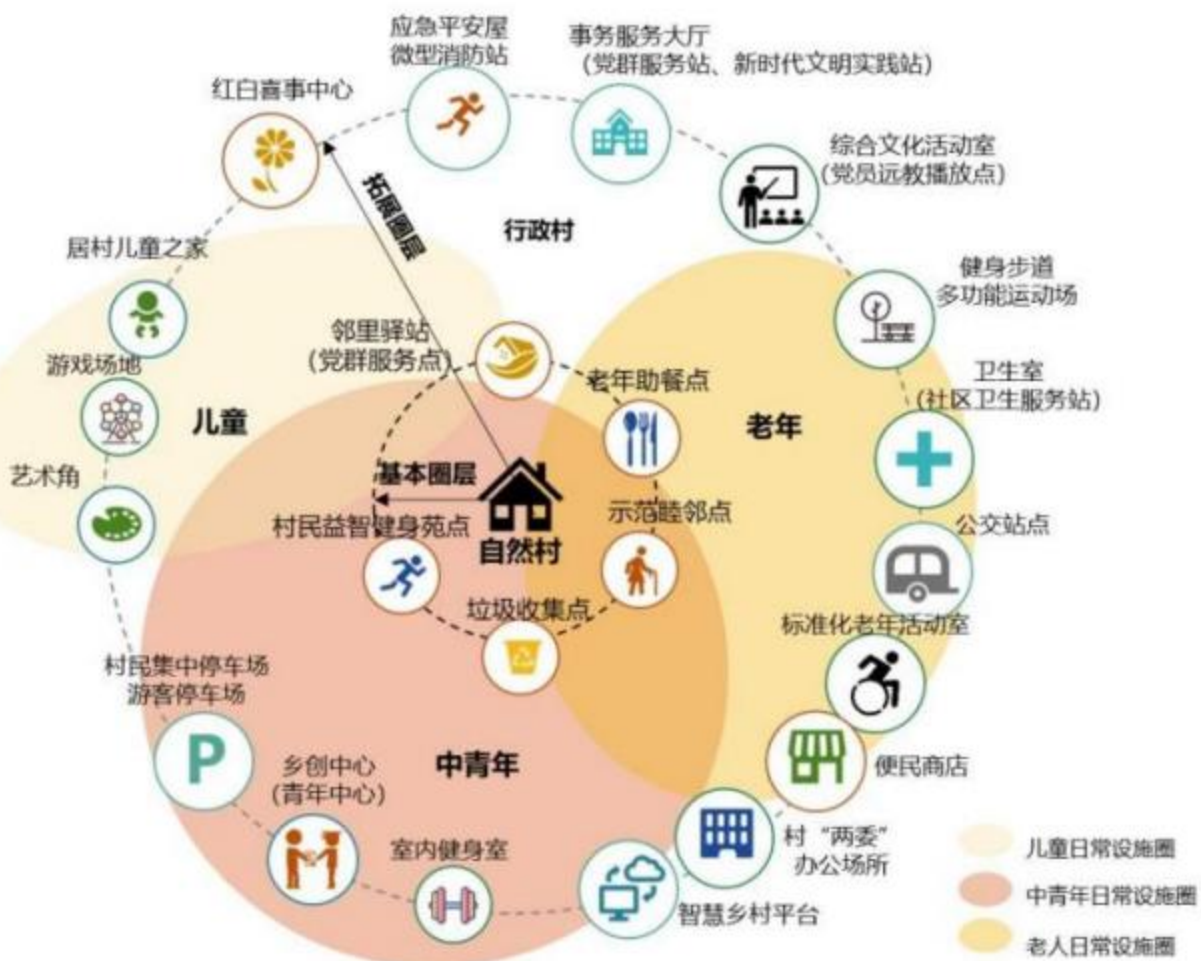 应急平安屋
微型消防站
事务服务大厅
（党群服务站、新时代文明实践站）
红白喜事中心
综合文化活动室
（党员远教播放点）
拓展圈层
行政村
居村儿童之家
健身步道
多功能运动场
邻里驿站
（党群服务点）
游戏场地
老年助餐点
卫生室
（社区卫生服务站）
儿童
老年
艺术角
基本圈层
村民益智健身苑点
示范睦邻点
公交站点
自然村
垃圾收集点
标准化老年活动室
村民集中停车场
游客停车场
P
中青年
乡创中心
（青年中心）
便民商店
室内健身室
村“两委”
办公场所
智慧乡村平台
儿童日常设施圈
中青年日常设施圈
老人日常设施圈